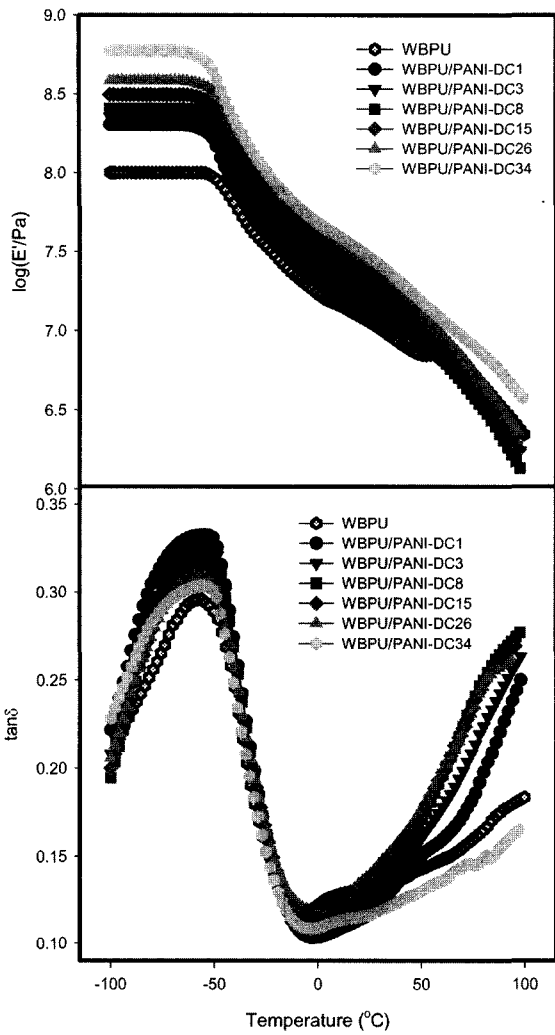 9.0
8.5
8.0
7.5
7.0
6.5
6.0
log(E'/Pa)
WBPU
WBPU/PANI-DC1
WBPU/PANI-DC3
WBPU/PANI-DC8
WBPU/PANI-DC15
WBPU/PANI-DC26
WBPU/PANI-DC34
0.35
0.30
0.25
0.20
0.15
0.10
tanδ
WBPU
WBPU/PANI-DC1
WBPU/PANI-DC3
WBPU/PANI-DC8
WBPU/PANI-DC15
WBPU/PANI-DC26
WBPU/PANI-DC34
-100 -50 0 50 100
Temperature (°C)